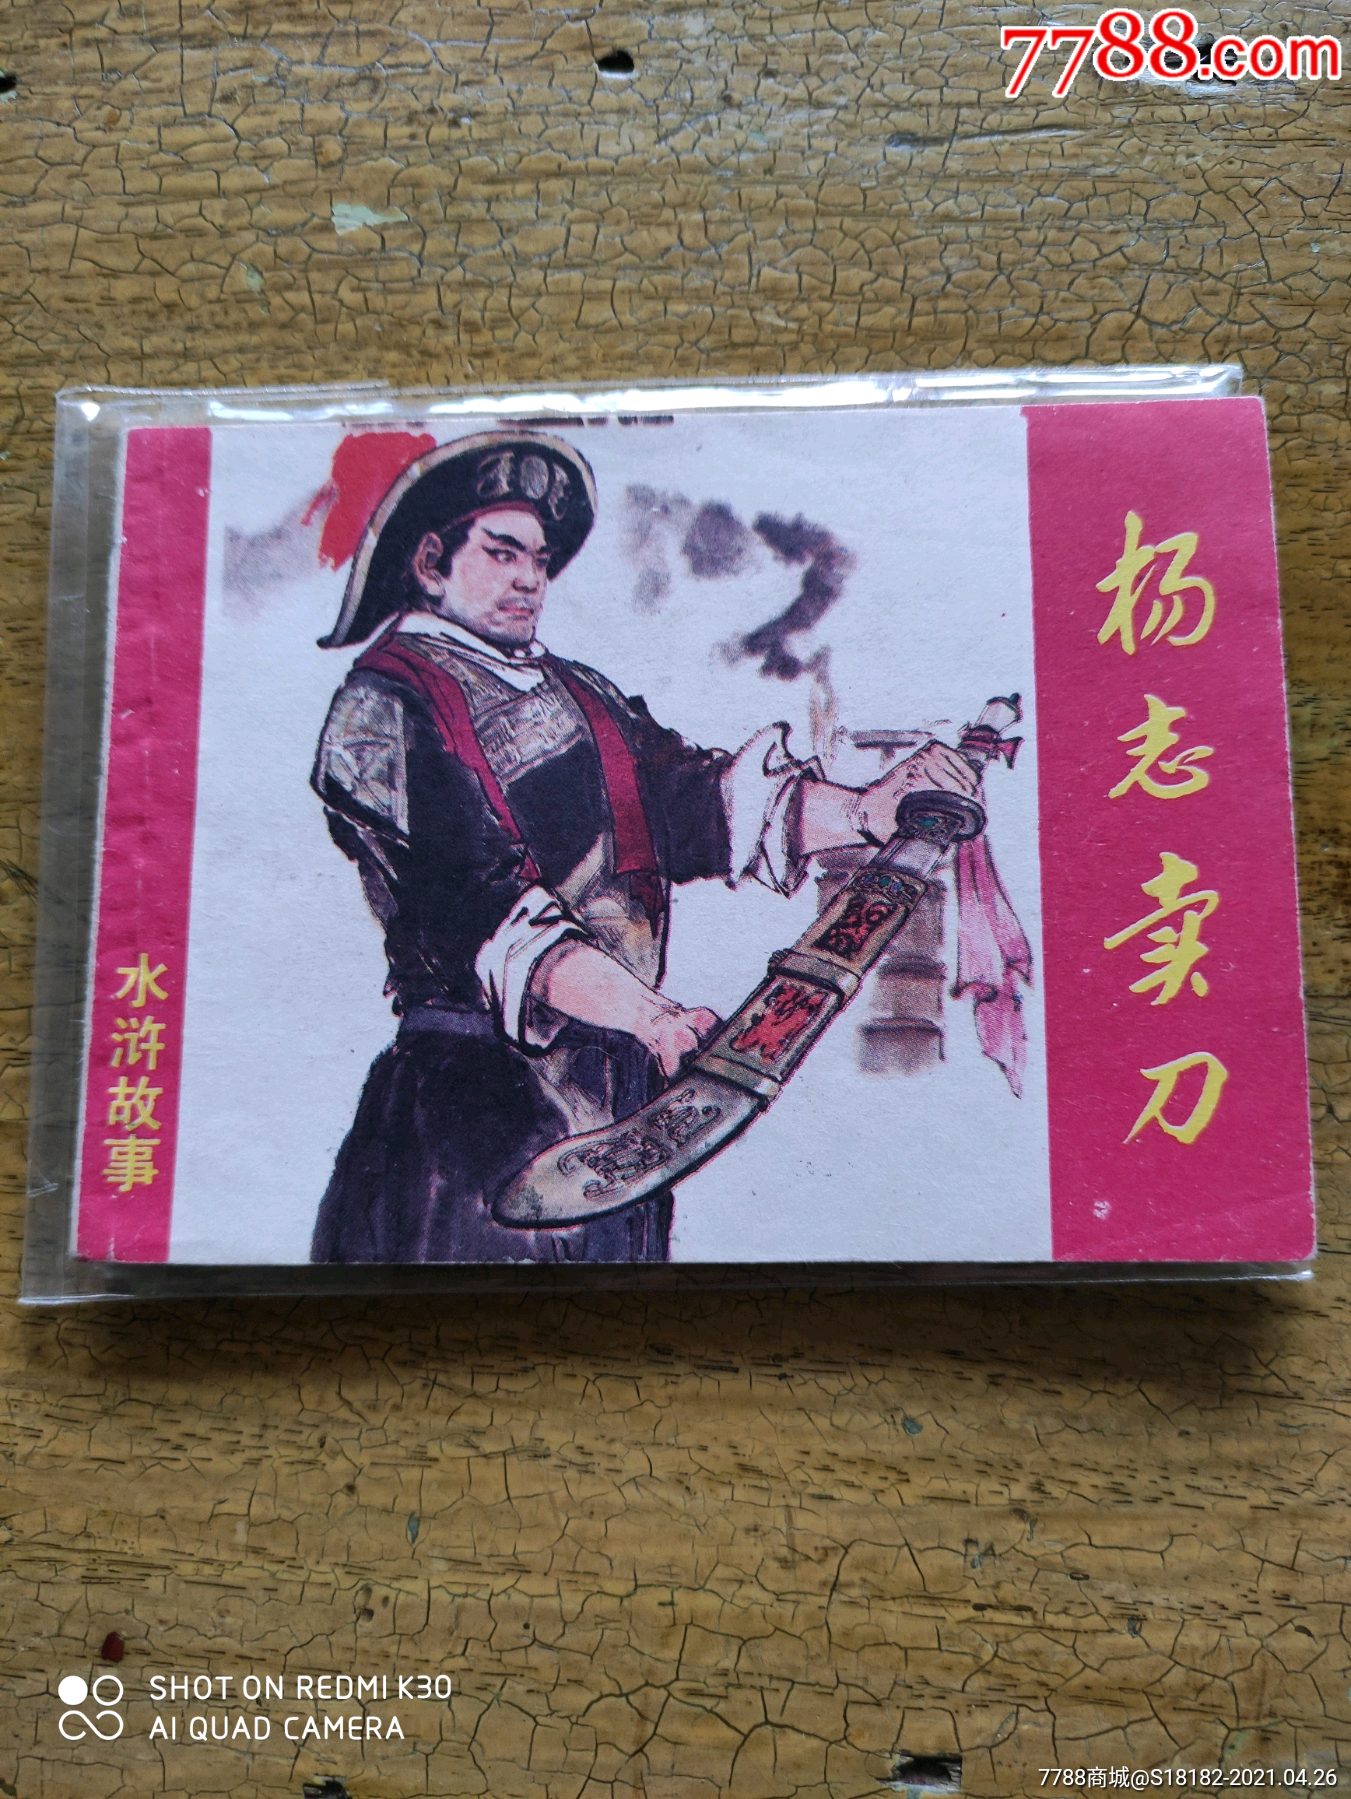 7788.com
杨志卖刀
水浒故事
SHOT ON REDMI K30
AI QUAD CAMERA
7788商城@S18182-2021.04.26